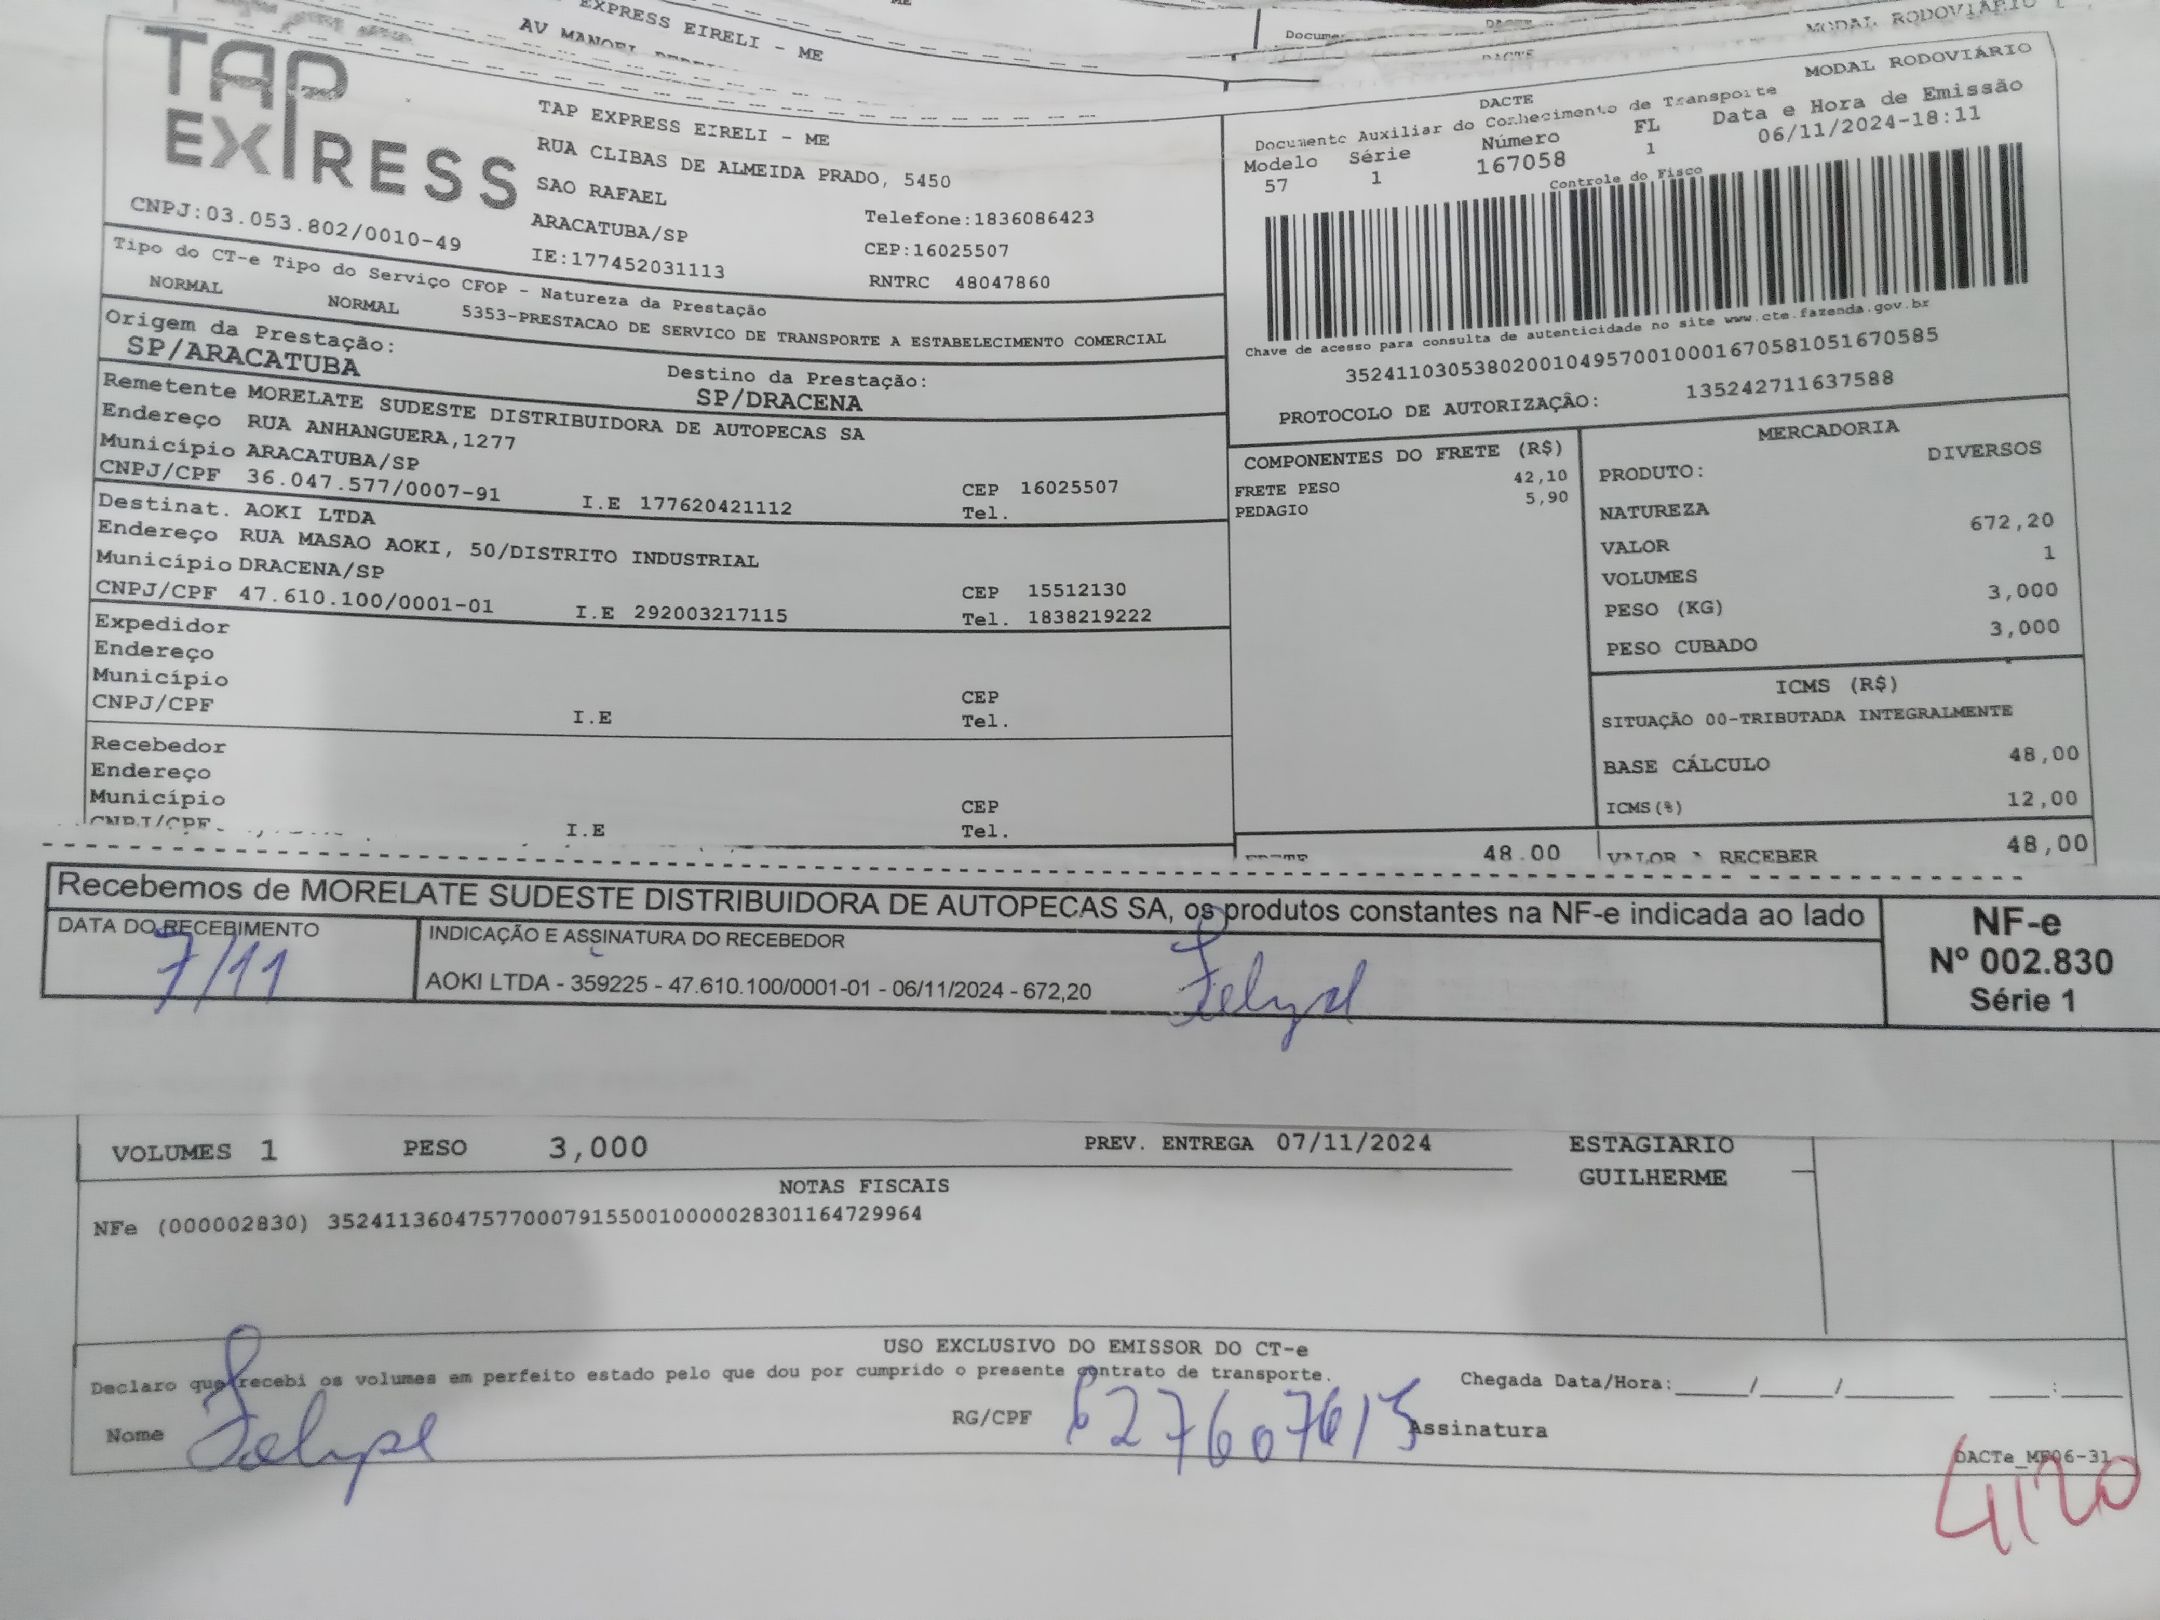 EXPRESS EIRELI - ME
AV MANOEL
Docume
DACTE
MODAL RODOVIÁRIO
TAP EXPRESS
CNPJ:03.053.802/0010-49
TAP EXPRESS EIRELI - ME
RUA CLIBAS DE ALMEIDA PRADO, 5450
SAO RAFAEL
ARACATUBA/SP
IE:177452031113
Telefone:1836086423
CEP:16025507
RNTRC 48047860
MODAL RODOVIÁRIO
DACTE
Documento Auxiliar do Conhecimento de Transporte
Modelo Série Número FL Data e Hora de Emissão
57 1 167058 1 06/11/2024-18:11
Controle do Fisco
Chave de acesso para consulta de autenticidade no site www.cte.fazenda.gov.br
35241103053802001049570010001670581051670585
PROTOCOLO DE AUTORIZAÇÃO: 135242711637588
Tipo do CT-e Tipo do Serviço CFOP - Natureza da Prestação
NORMAL NORMAL 5353-PRESTACAO DE SERVICO DE TRANSPORTE A ESTABELECIMENTO COMERCIAL
Origem da Prestação: Destino da Prestação:
SP/ARACATUBA SP/DRACENA
Remetente MORELATE SUDESTE DISTRIBUIDORA DE AUTOPECAS SA
Endereço RUA ANHANGUERA,1277
Município ARACATUBA/SP CEP 16025507
CNPJ/CPF 36.047.577/0007-91 I.E 177620421112 Tel.
Destinat. AOKI LTDA
Endereço RUA MASAO AOKI, 50/DISTRITO INDUSTRIAL
Município DRACENA/SP CEP 15512130
CNPJ/CPF 47.610.100/0001-01 I.E 292003217115 Tel. 1838219222
Expedidor
Endereço
Município CEP
CNPJ/CPF I.E Tel.
Recebedor
Endereço
Município CEP
CNPJ/CPF I.E Tel.
COMPONENTES DO FRETE (R$)
FRETE PESO 42,10
PEDAGIO 5,90
MERCADORIA
PRODUTO: DIVERSOS
NATUREZA
VALOR 672,20
VOLUMES 1
PESO (KG) 3,000
PESO CUBADO 3,000
ICMS (R$)
SITUAÇÃO 00-TRIBUTADA INTEGRALMENTE
BASE CÁLCULO 48,00
ICMS(%) 12,00
48.00 VALOR A RECEBER 48,00
Recebemos de MORELATE SUDESTE DISTRIBUIDORA DE AUTOPECAS SA, os produtos constantes na NF-e indicada ao lado
DATA DO RECEBIMENTO
7/11
INDICAÇÃO E ASSINATURA DO RECEBEDOR
AOKI LTDA - 359225 - 47.610.100/0001-01 - 06/11/2024 - 672,20
Felype
NF-e
Nº 002.830
Série 1
VOLUMES 1 PESO 3,000 PREV. ENTREGA 07/11/2024
ESTAGIARIO
GUILHERME
NOTAS FISCAIS
NFe (000002830) 35241136047577000791550010000028301164729964
USO EXCLUSIVO DO EMISSOR DO CT-e
Declaro que recebi os volumes em perfeito estado pelo que dou por cumprido o presente contrato de transporte.
Chegada Data/Hora:_____/_____/_______ ____:____
Nome Felype RG/CPF 627607615 Assinatura
DACTe_MF06-31
4120